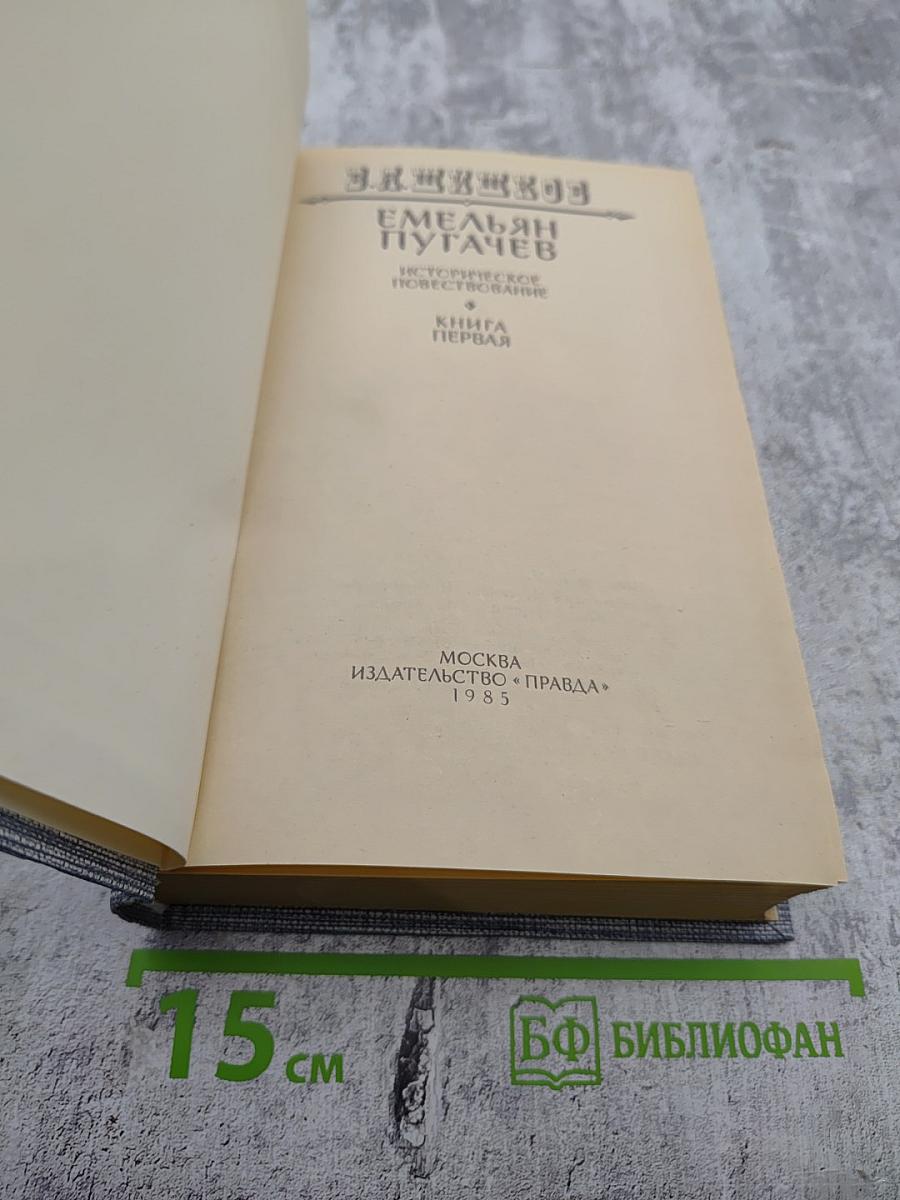 В.Я.ШИШКОВ
ЕМЕЛЬЯН
ПУГАЧЕВ
ИСТОРИЧЕСКОЕ
ПОВЕСТВОВАНИЕ
КНИГА
ПЕРВАЯ
МОСКВА
ИЗДАТЕЛЬСТВО «ПРАВДА»
1985
15 см
БФ БИБЛИОФАН